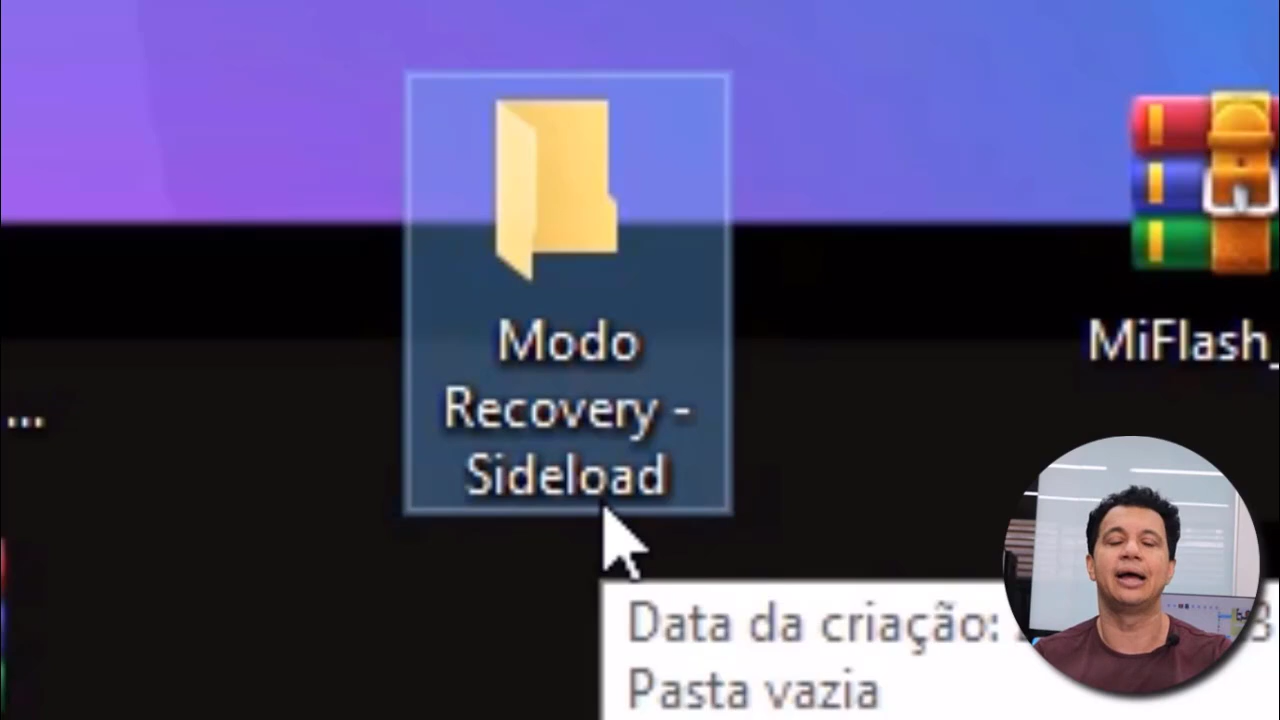 Modo
Recovery -
Sideload
MiFlash_
...
Data da criação:
Pasta vazia